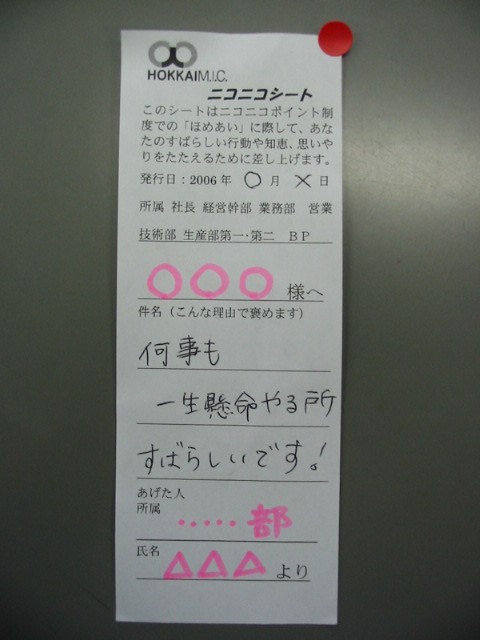 HOKKAIM.I.C.
ニコニコシート
このシートはニコニコポイント制
度での「ほめあい」に際して、あな
たのすばらしい行動や知恵、思いや
りをたたえるために差し上げます。
発行日：2006年 〇月 ×日
所属 社長 経営幹部 業務部 営業
技術部 生産部第一・第二 ＢＰ
〇〇〇 様へ
件名（こんな理由で褒めます）
何事も
一生懸命やる所
すばらしいです！
あげた人
所属 ‥‥‥部
氏名 △△△より